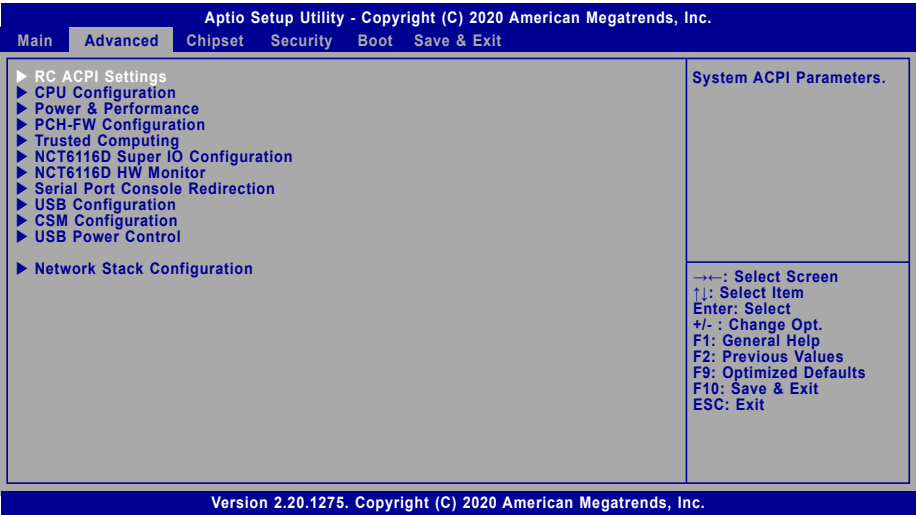 Aptio Setup Utility - Copyright (C) 2020 American Megatrends, Inc.
Main Advanced Chipset Security Boot Save & Exit
▶ RC ACPI Settings
▶ CPU Configuration
▶ Power & Performance
▶ PCH-FW Configuration
▶ Trusted Computing
▶ NCT6116D Super IO Configuration
▶ NCT6116D HW Monitor
▶ Serial Port Console Redirection
▶ USB Configuration
▶ CSM Configuration
▶ USB Power Control
▶ Network Stack Configuration
System ACPI Parameters.
→←: Select Screen
↑↓: Select Item
Enter: Select
+/- : Change Opt.
F1: General Help
F2: Previous Values
F9: Optimized Defaults
F10: Save & Exit
ESC: Exit
Version 2.20.1275. Copyright (C) 2020 American Megatrends, Inc.